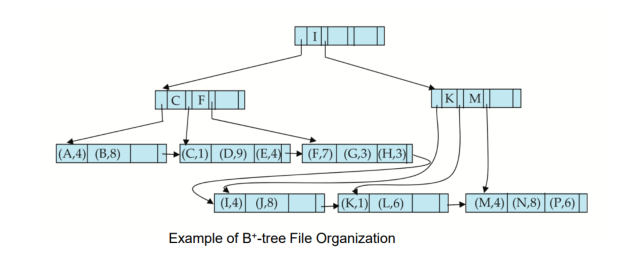 I
C F
K M
(A,4) (B,8) (C,1) (D,9) (E,4) (F,7) (G,3) (H,3)
(I,4) (J,8) (K,1) (L,6) (M,4) (N,8) (P,6)
Example of B⁺-tree File Organization